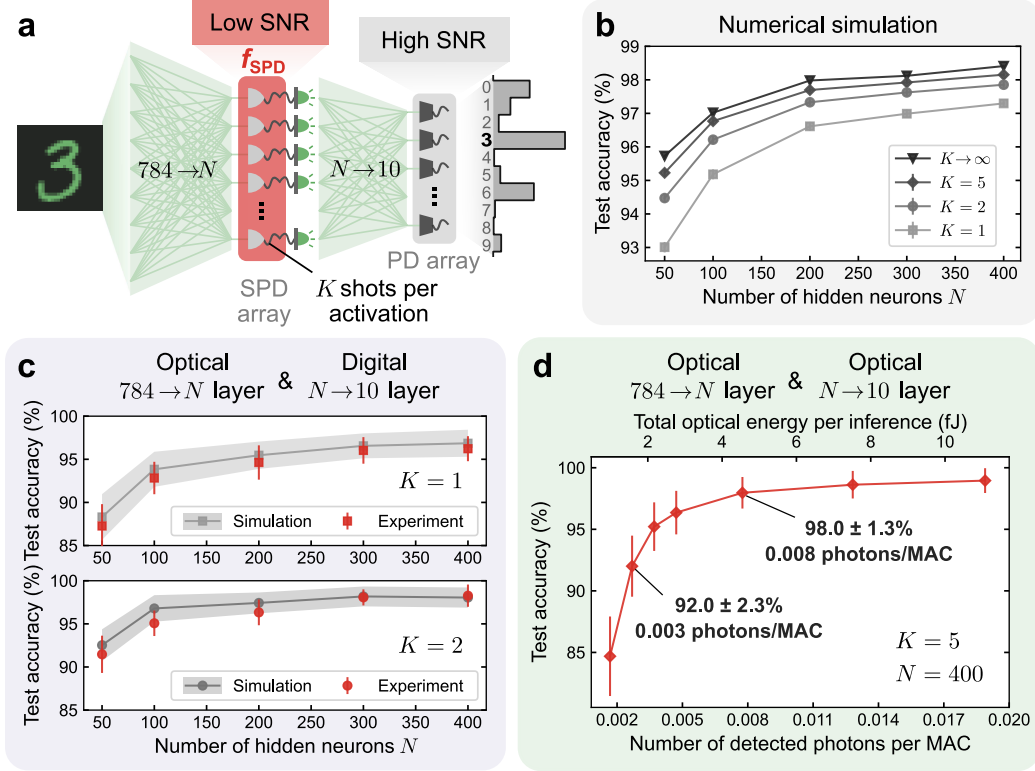 a
Low SNR
High SNR
f_SPD
784→N
N→10
0
1
2
3
4
5
6
7
8
9
SPD
array
K shots per
activation
PD array
b
Numerical simulation
Test accuracy (%)
99
98
97
96
95
94
93
K→∞
K = 5
K = 2
K = 1
50 100 150 200 250 300 350 400
Number of hidden neurons N
c
Optical
784→N layer
&
Digital
N→10 layer
Test accuracy (%)
100
95
90
85
K = 1
Simulation
Experiment
50 100 150 200 250 300 350 400
Test accuracy (%)
100
95
90
85
K = 2
Simulation
Experiment
50 100 150 200 250 300 350 400
Number of hidden neurons N
d
Optical
784→N layer
&
Optical
N→10 layer
Total optical energy per inference (fJ)
2 4 6 8 10
Test accuracy (%)
100
95
90
85
98.0 ± 1.3%
0.008 photons/MAC
92.0 ± 2.3%
0.003 photons/MAC
K = 5
N = 400
0.002 0.005 0.008 0.011 0.014 0.017 0.020
Number of detected photons per MAC